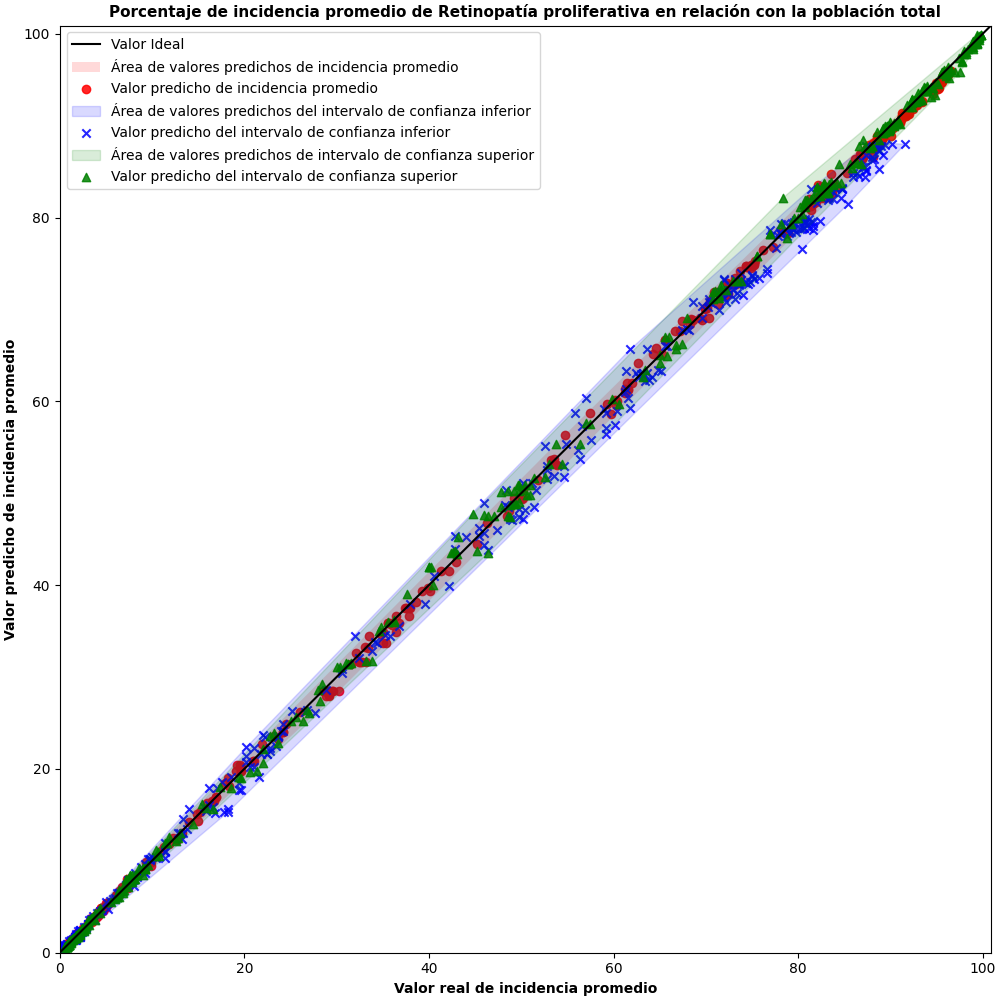 Porcentaje de incidencia promedio de Retinopatía proliferativa en relación con la población total
Valor Ideal
Área de valores predichos de incidencia promedio
Valor predicho de incidencia promedio
Área de valores predichos del intervalo de confianza inferior
Valor predicho del intervalo de confianza inferior
Área de valores predichos de intervalo de confianza superior
Valor predicho del intervalo de confianza superior
Valor predicho de incidencia promedio
100
80
60
40
20
0
0 20 40 60 80 100
Valor real de incidencia promedio